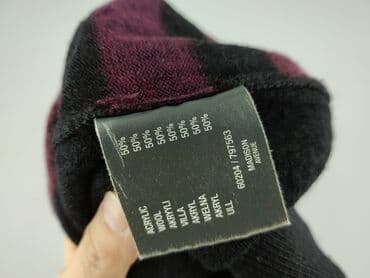 50% ACRYLIC
50% WOOL
50% AKRYYLI
50% VILLA
50% AKRYL
50% WEŁNA
50% AKRYL
50% ULL
60204 / 797563
MADISON
AVENUE